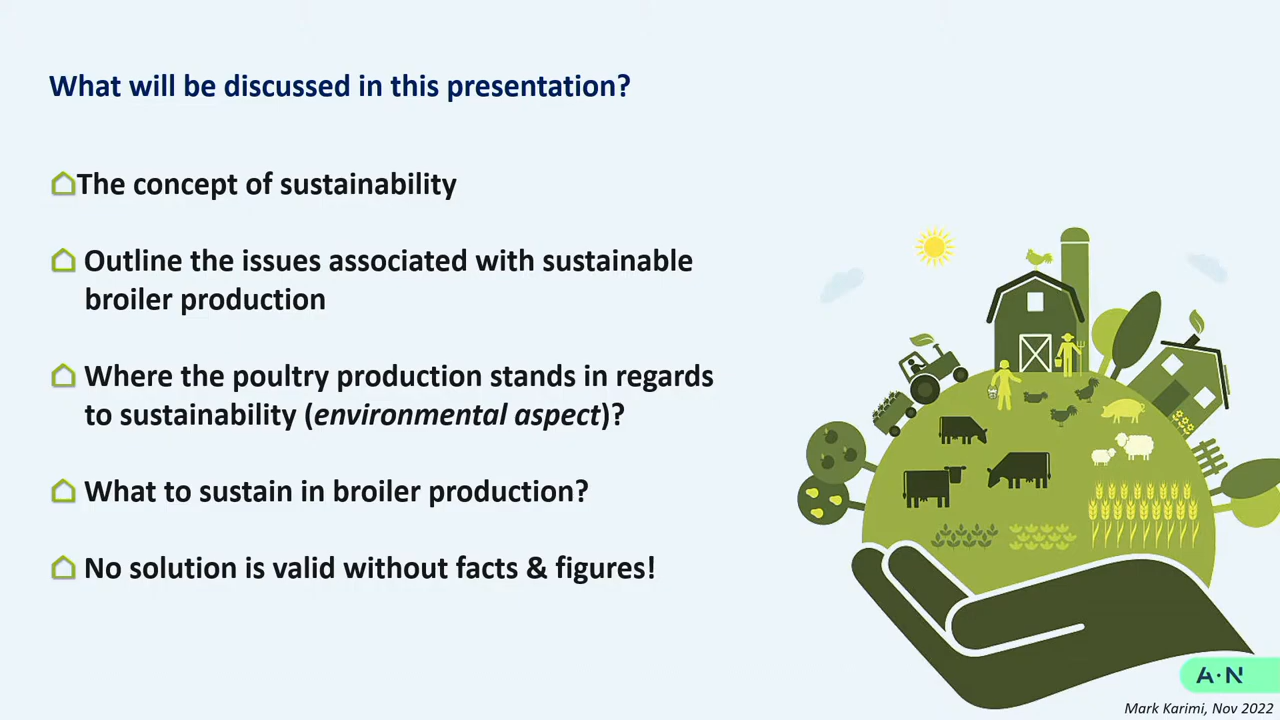 What will be discussed in this presentation?
The concept of sustainability
Outline the issues associated with sustainable
broiler production
Where the poultry production stands in regards
to sustainability (environmental aspect)?
What to sustain in broiler production?
No solution is valid without facts & figures!
A·N
Mark Karimi, Nov 2022